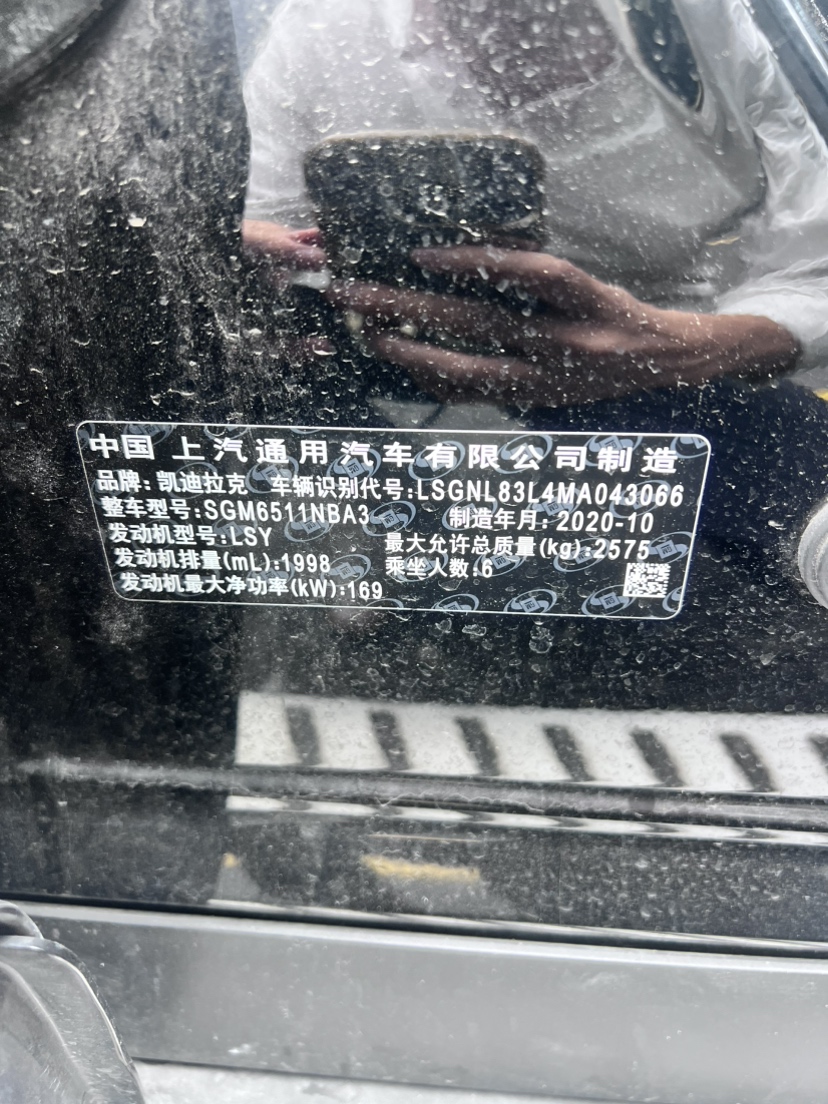 中国 上汽通用汽车有限公司制造
品牌:凯迪拉克 车辆识别代号:LSGNL83L4MA043066
整车型号:SGM6511NBA3 制造年月:2020-10
发动机型号:LSY 最大允许总质量(kg):2575
发动机排量(mL):1998 乘坐人数:6
发动机最大净功率(kW):169